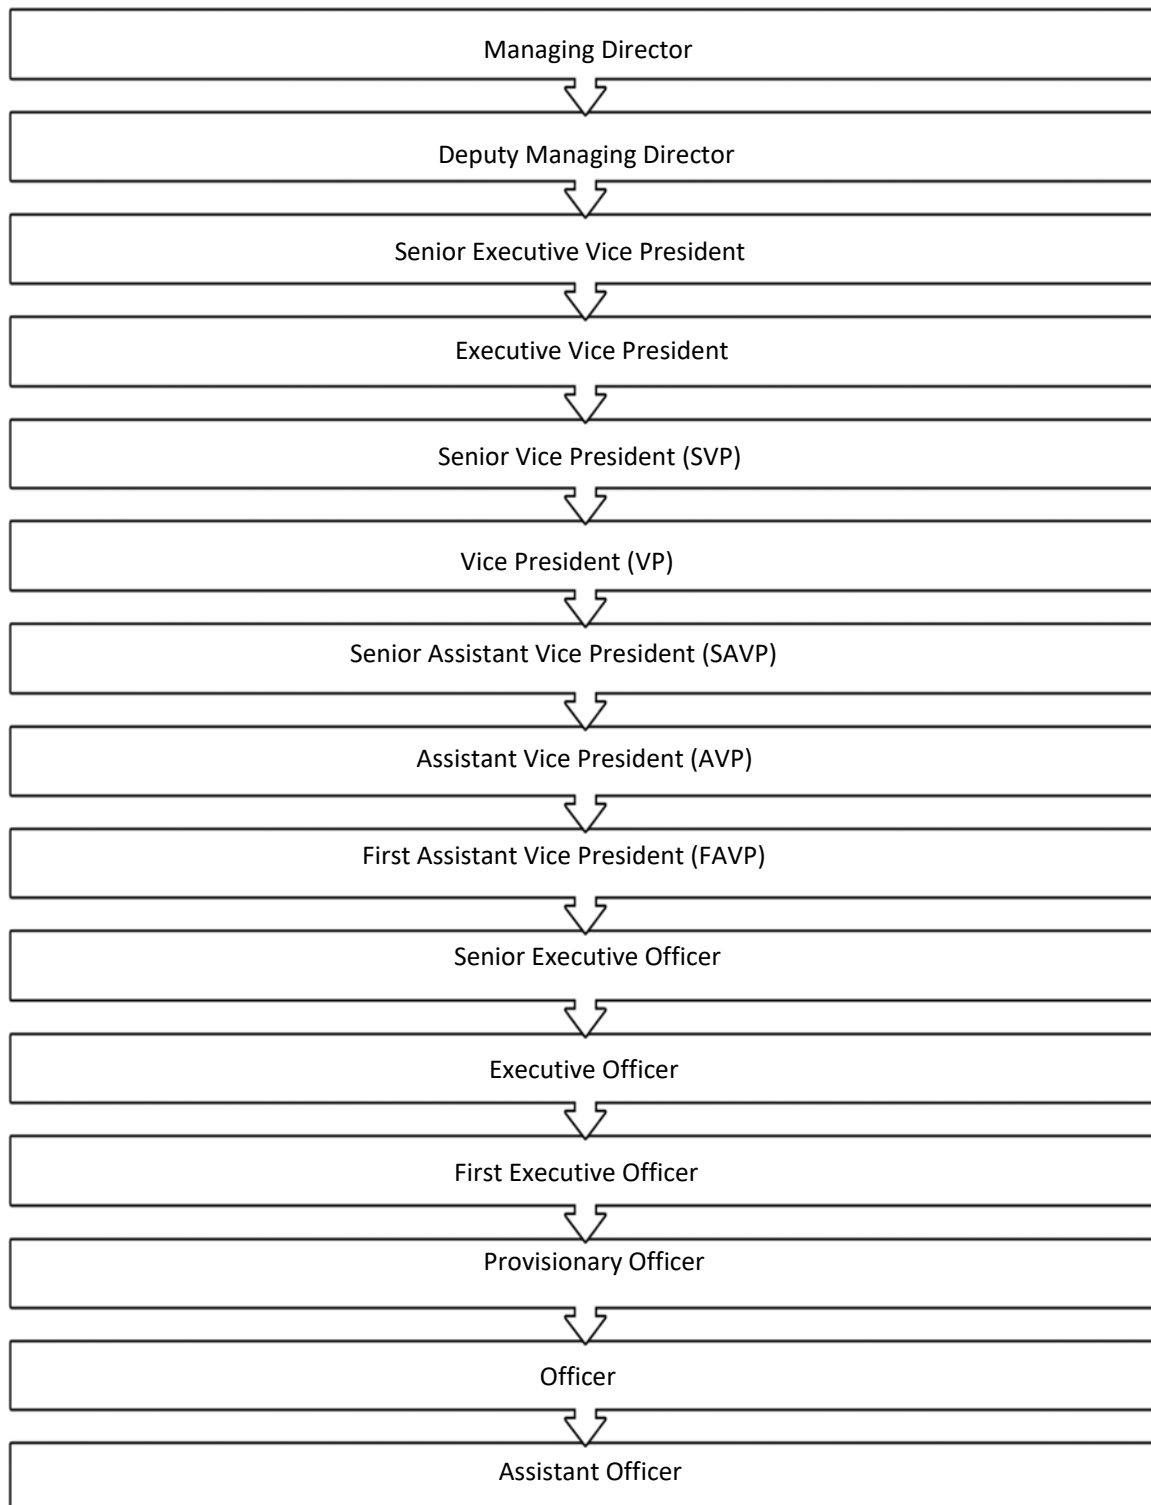 Managing Director
Deputy Managing Director
Senior Executive Vice President
Executive Vice President
Senior Vice President (SVP)
Vice President (VP)
Senior Assistant Vice President (SAVP)
Assistant Vice President (AVP)
First Assistant Vice President (FAVP)
Senior Executive Officer
Executive Officer
First Executive Officer
Provisionary Officer
Officer
Assistant Officer